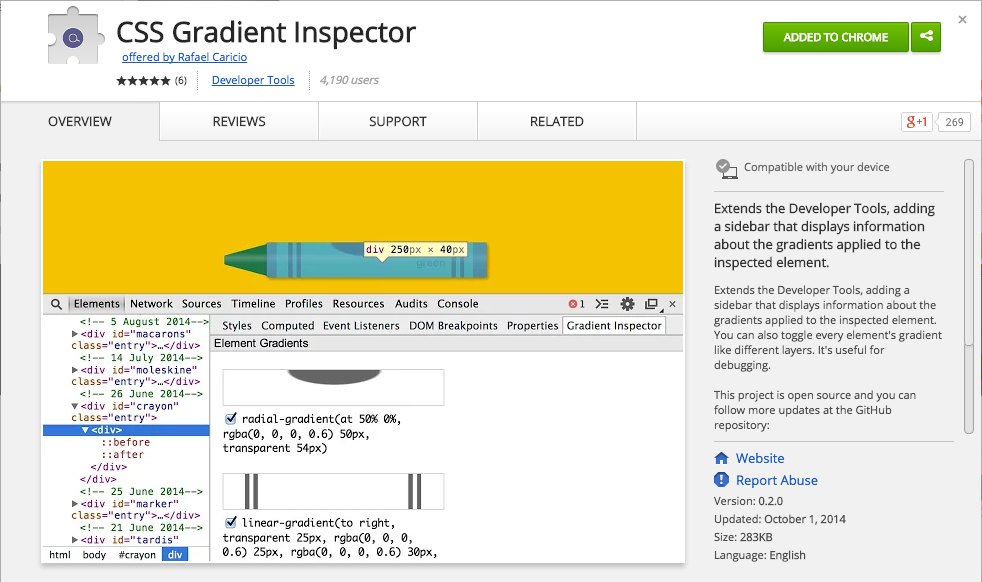 CSS Gradient Inspector
offered by Rafael Caricio
(6)
Developer Tools
4,190 users
ADDED TO CHROME
OVERVIEW
REVIEWS
SUPPORT
RELATED
g+1
269
div 250px × 40px
green
Elements Network Sources Timeline Profiles Resources Audits Console
1
<!-- 5 August 2014-->
<div id="macarons"
class="entry">…</div>
<!-- 14 July 2014-->
<div id="moleskine"
class="entry">…</div>
<!-- 26 June 2014-->
<div id="crayon"
class="entry">
<div>
::before
::after
</div>
</div>
<!-- 25 June 2014-->
<div id="marker"
class="entry">…</div>
<!-- 21 June 2014-->
<div id="tardis"
html body #crayon div
Styles Computed Event Listeners DOM Breakpoints Properties Gradient Inspector
Element Gradients
radial-gradient(at 50% 0%,
rgba(0, 0, 0, 0.6) 50px,
transparent 54px)
linear-gradient(to right,
transparent 25px, rgba(0, 0, 0,
0.6) 25px, rgba(0, 0, 0, 0.6) 30px,
Compatible with your device
Extends the Developer Tools, adding
a sidebar that displays information
about the gradients applied to the
inspected element.
Extends the Developer Tools, adding a
sidebar that displays information about the
gradients applied to the inspected element.
You can also toggle every element's gradient
like different layers. It's useful for
debugging.
This project is open source and you can
follow more updates at the GitHub
repository:
Website
Report Abuse
Version: 0.2.0
Updated: October 1, 2014
Size: 283KB
Language: English